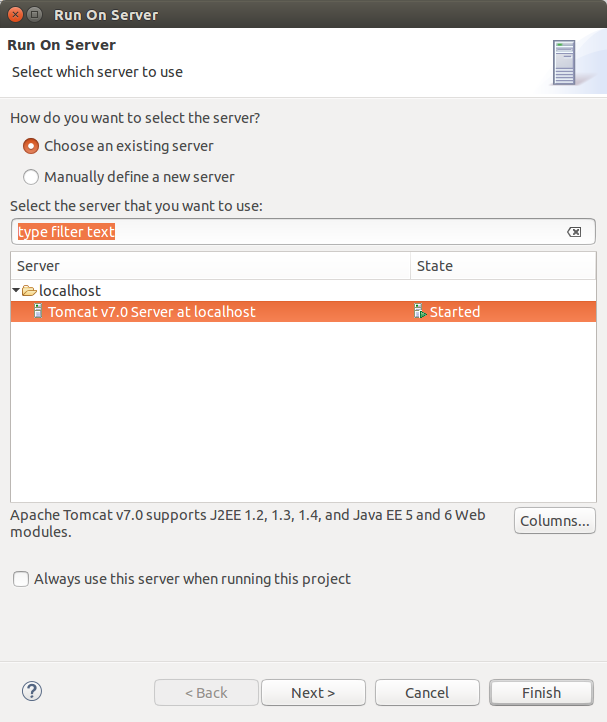 Run On Server
Run On Server
Select which server to use
How do you want to select the server?
Choose an existing server
Manually define a new server
Select the server that you want to use:
type filter text
Server State
localhost
Tomcat v7.0 Server at localhost Started
Apache Tomcat v7.0 supports J2EE 1.2, 1.3, 1.4, and Java EE 5 and 6 Web
modules.
Columns...
Always use this server when running this project
? < Back Next > Cancel Finish